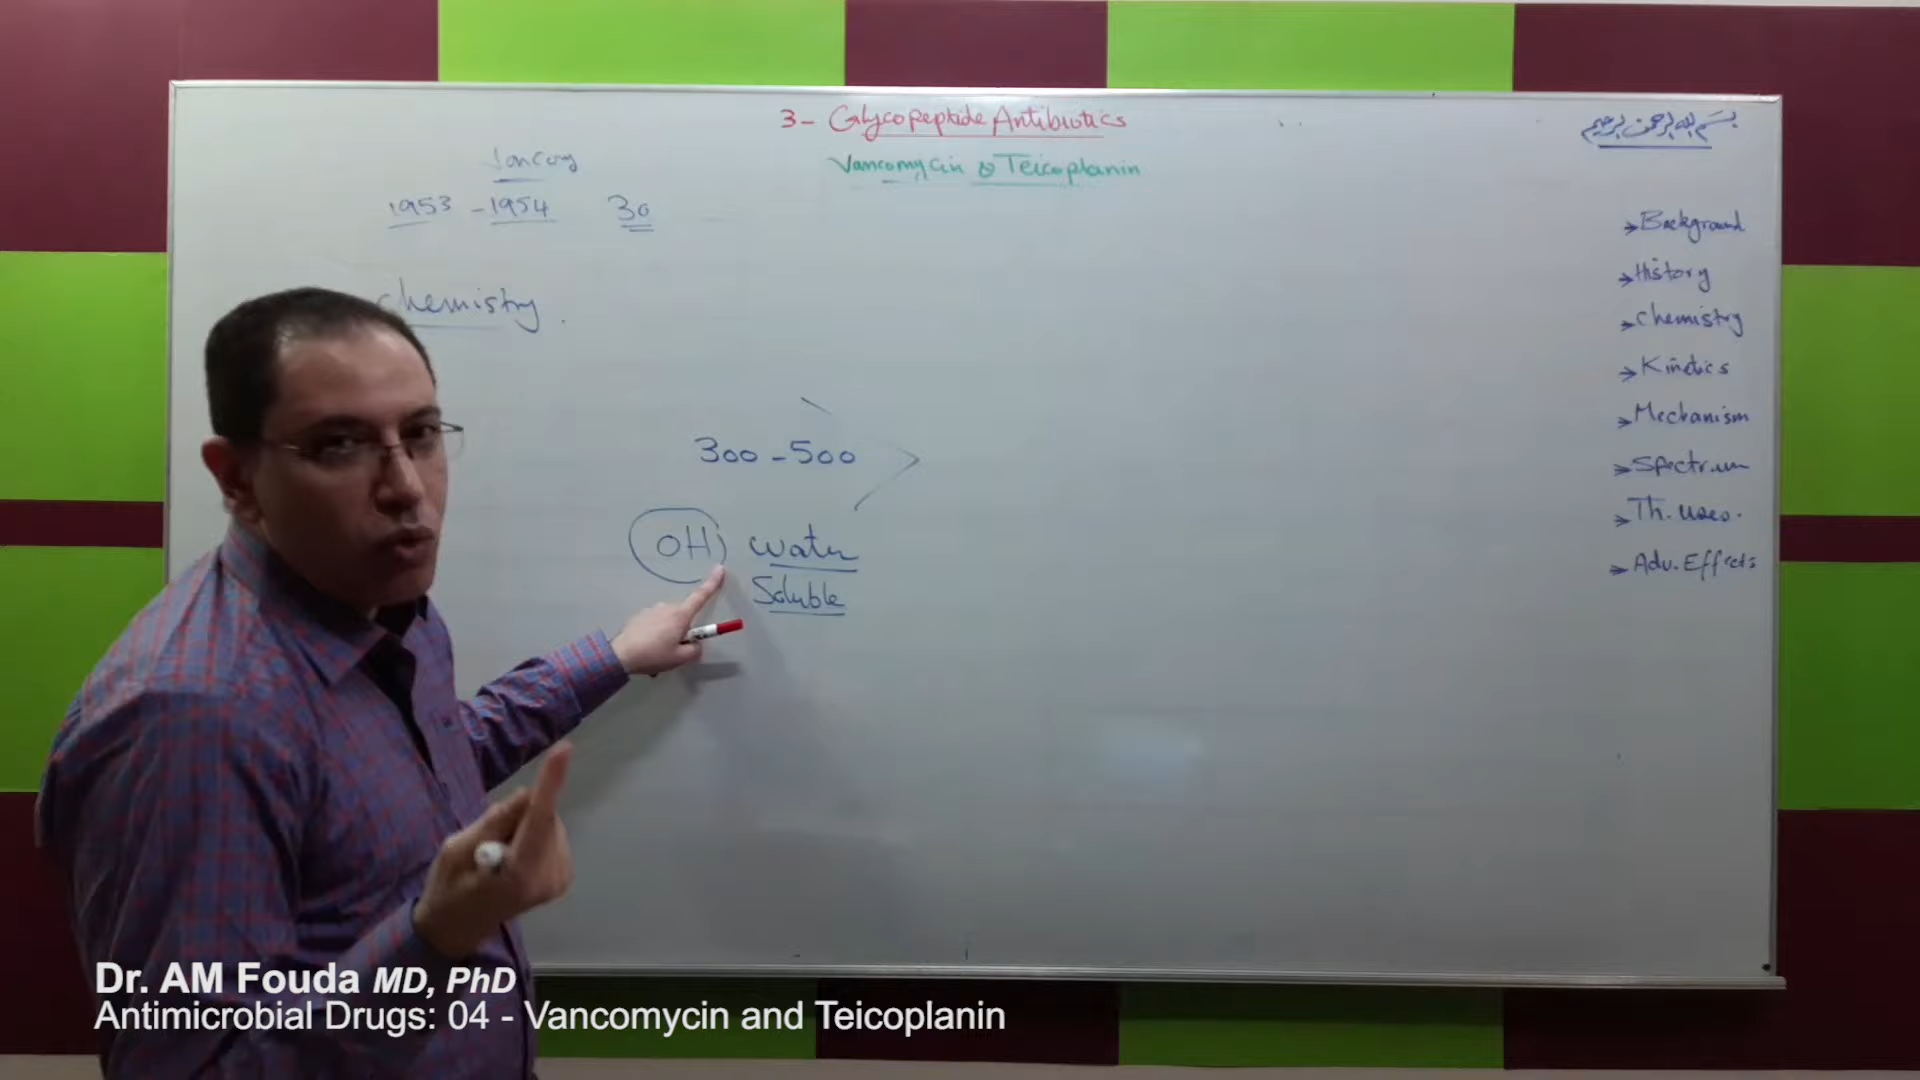 3- Glycopeptide Antibiotics
بسم الله الرحمن الرحيم
Vancomycin & Teicoplanin
Vancomy
1953 - 1954 30
chemistry.
300 - 500
OH water
Soluble
→ Background
→ History
→ chemistry
→ Kinetics
→ Mechanism
→ Spectrum
→ Th. uses.
→ Adv. Effects
Dr. AM Fouda MD, PhD
Antimicrobial Drugs: 04 - Vancomycin and Teicoplanin